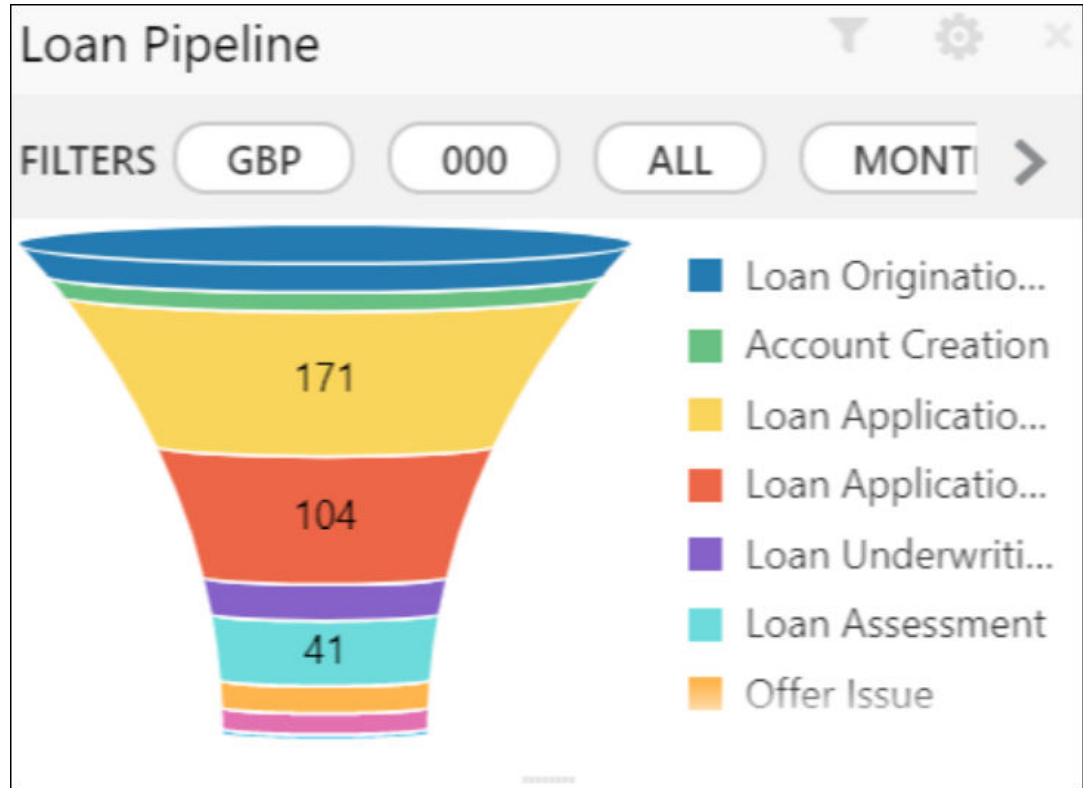 Loan Pipeline
FILTERS GBP 000 ALL MONTI
171
104
41
Loan Originatio...
Account Creation
Loan Applicatio...
Loan Applicatio...
Loan Underwriti...
Loan Assessment
Offer Issue